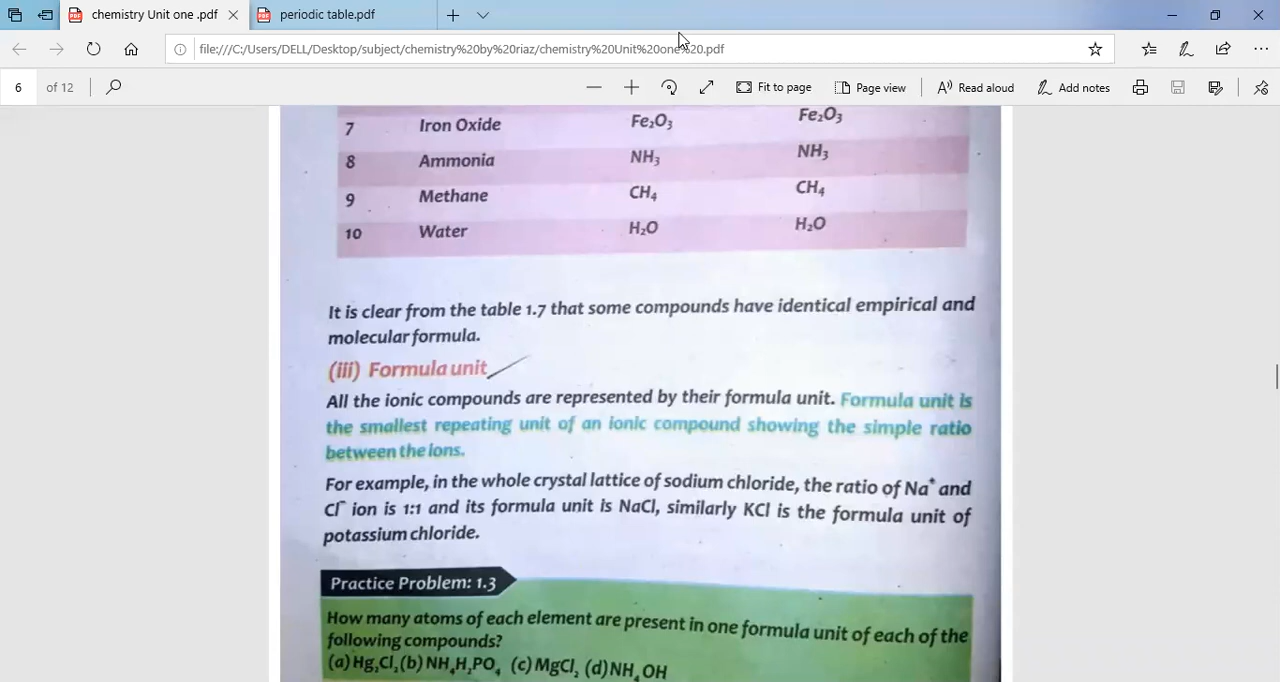 chemistry Unit one .pdf
periodic table.pdf
file:///C:/Users/DELL/Desktop/subject/chemistry%20by%20riaz/chemistry%20Unit%20one%20.pdf
6 of 12
Fit to page
Page view
Read aloud
Add notes
7 Iron Oxide Fe₂O₃ Fe₂O₃
8 Ammonia NH₃ NH₃
9 Methane CH₄ CH₄
10 Water H₂O H₂O
It is clear from the table 1.7 that some compounds have identical empirical and
molecular formula.
(iii) Formula unit
All the ionic compounds are represented by their formula unit. Formula unit is
the smallest repeating unit of an ionic compound showing the simple ratio
between the ions.
For example, in the whole crystal lattice of sodium chloride, the ratio of Na⁺ and
Cl⁻ ion is 1:1 and its formula unit is NaCl, similarly KCl is the formula unit of
potassium chloride.
Practice Problem: 1.3
How many atoms of each element are present in one formula unit of each of the
following compounds?
(a) Hg₂Cl₂ (b) NH₄H₂PO₄ (c) MgCl₂ (d) NH₄OH